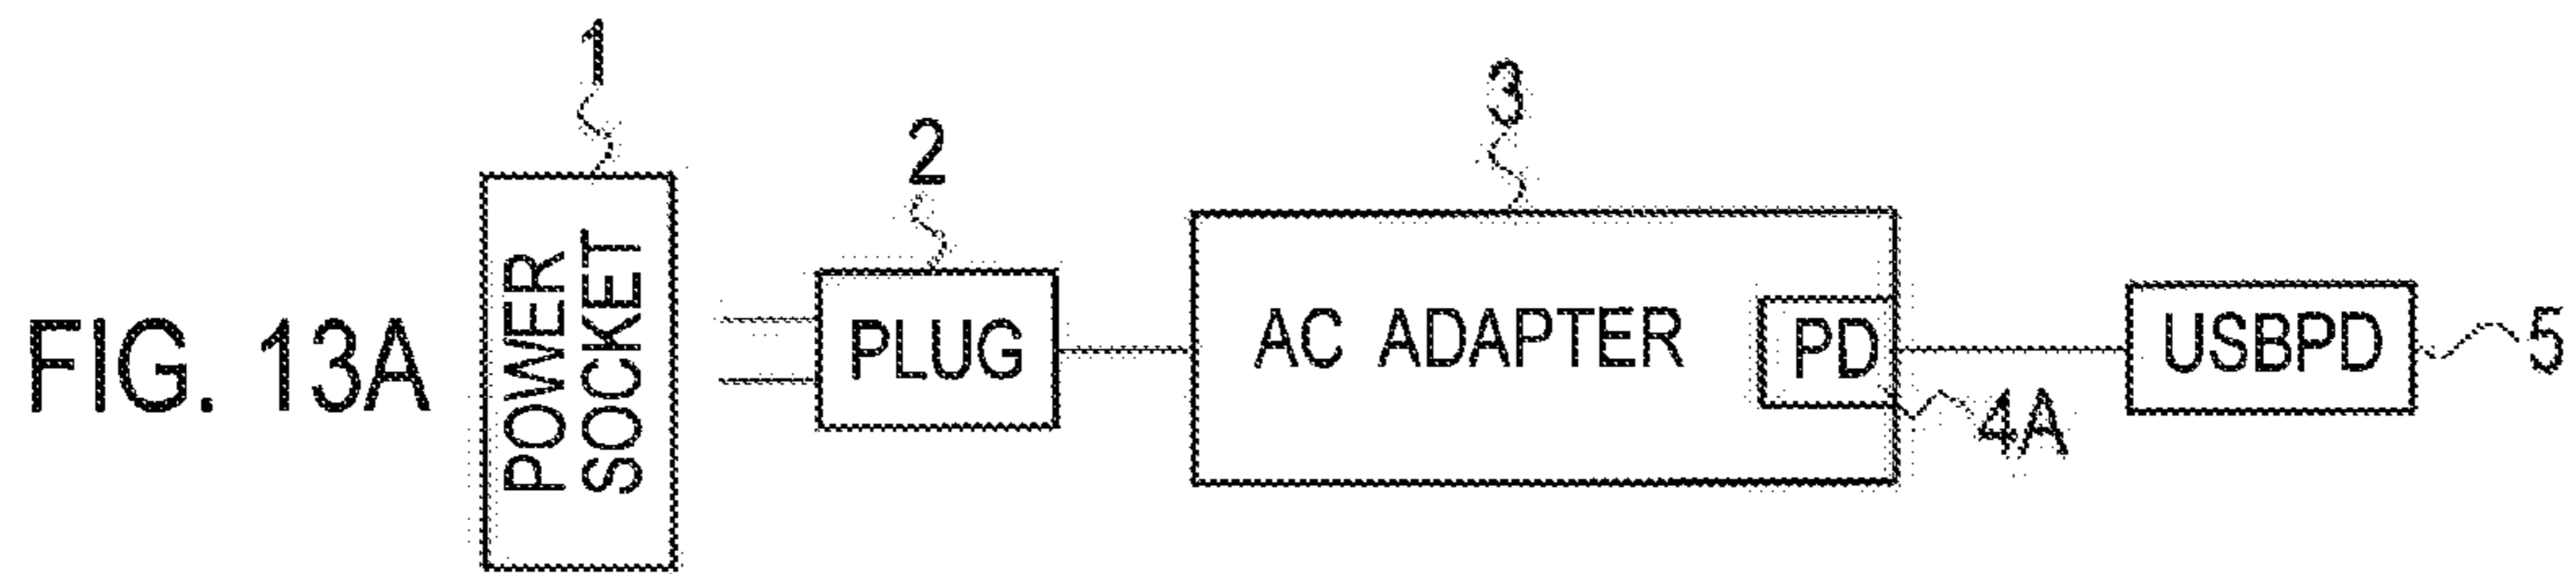 FIG. 13A
1
POWER
SOCKET
2
PLUG
3
AC ADAPTER
PD
4A
USBPD
5